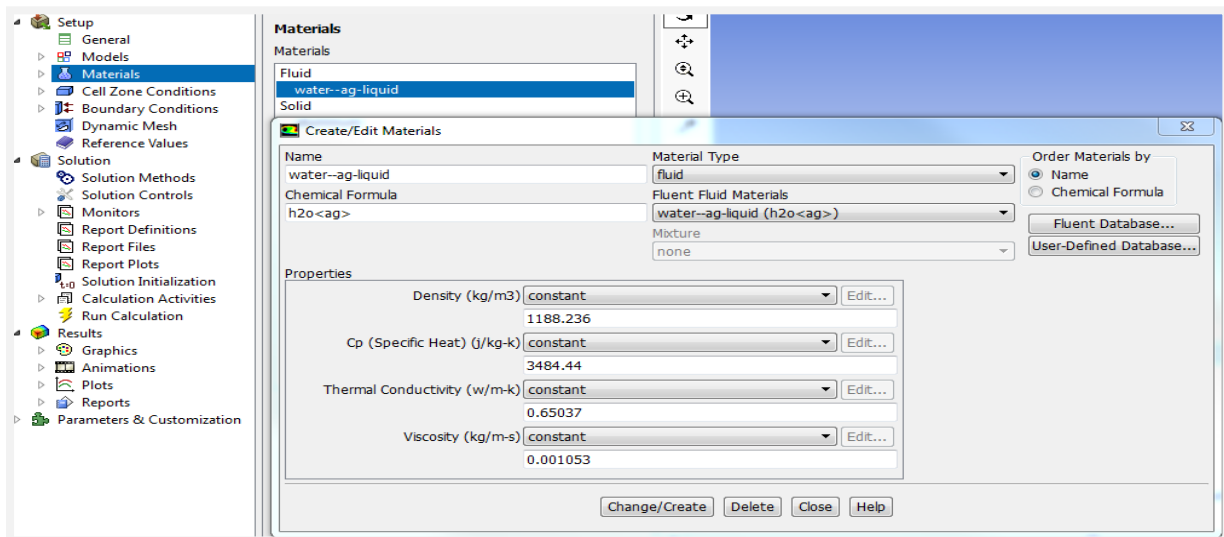 Setup
General
Models
Materials
Cell Zone Conditions
Boundary Conditions
Dynamic Mesh
Reference Values
Solution
Solution Methods
Solution Controls
Monitors
Report Definitions
Report Files
Report Plots
t=0
Solution Initialization
Calculation Activities
Run Calculation
Results
Graphics
Animations
Plots
Reports
Parameters & Customization
Materials
Materials
Fluid
water--ag-liquid
Solid
Create/Edit Materials
Name
water--ag-liquid
Chemical Formula
h2o<ag>
Material Type
fluid
Fluent Fluid Materials
water--ag-liquid (h2o<ag>)
Mixture
none
Order Materials by
Name
Chemical Formula
Fluent Database...
User-Defined Database...
Properties
Density (kg/m3) constant Edit...
1188.236
Cp (Specific Heat) (j/kg-k) constant Edit...
3484.44
Thermal Conductivity (w/m-k) constant Edit...
0.65037
Viscosity (kg/m-s) constant Edit...
0.001053
Change/Create Delete Close Help